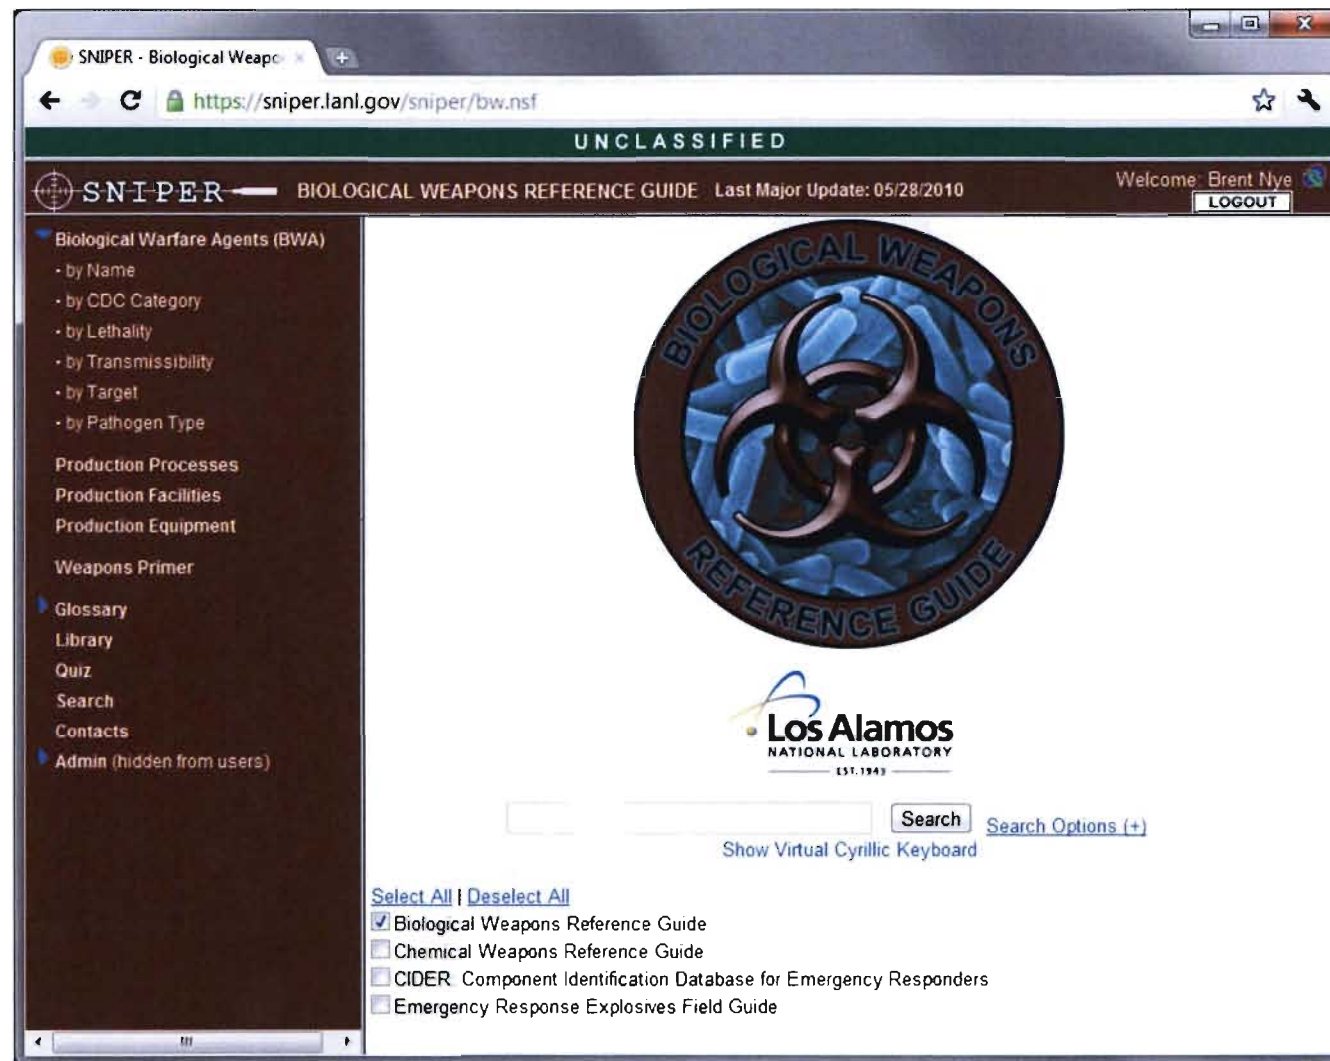 SNIPER - Biological Weapo
https://sniper.lanl.gov/sniper/bw.nsf
UNCLASSIFIED
SNIPER BIOLOGICAL WEAPONS REFERENCE GUIDE Last Major Update: 05/28/2010 Welcome: Brent Nye
LOGOUT
Biological Warfare Agents (BWA)
• by Name
• by CDC Category
• by Lethality
• by Transmissibility
• by Target
• by Pathogen Type
Production Processes
Production Facilities
Production Equipment
Weapons Primer
Glossary
Library
Quiz
Search
Contacts
Admin (hidden from users)
BIOLOGICAL WEAPONS
REFERENCE GUIDE
Los Alamos
NATIONAL LABORATORY
EST. 1943
Search Search Options (+)
Show Virtual Cyrillic Keyboard
Select All | Deselect All
Biological Weapons Reference Guide
Chemical Weapons Reference Guide
CIDER: Component Identification Database for Emergency Responders
Emergency Response Explosives Field Guide